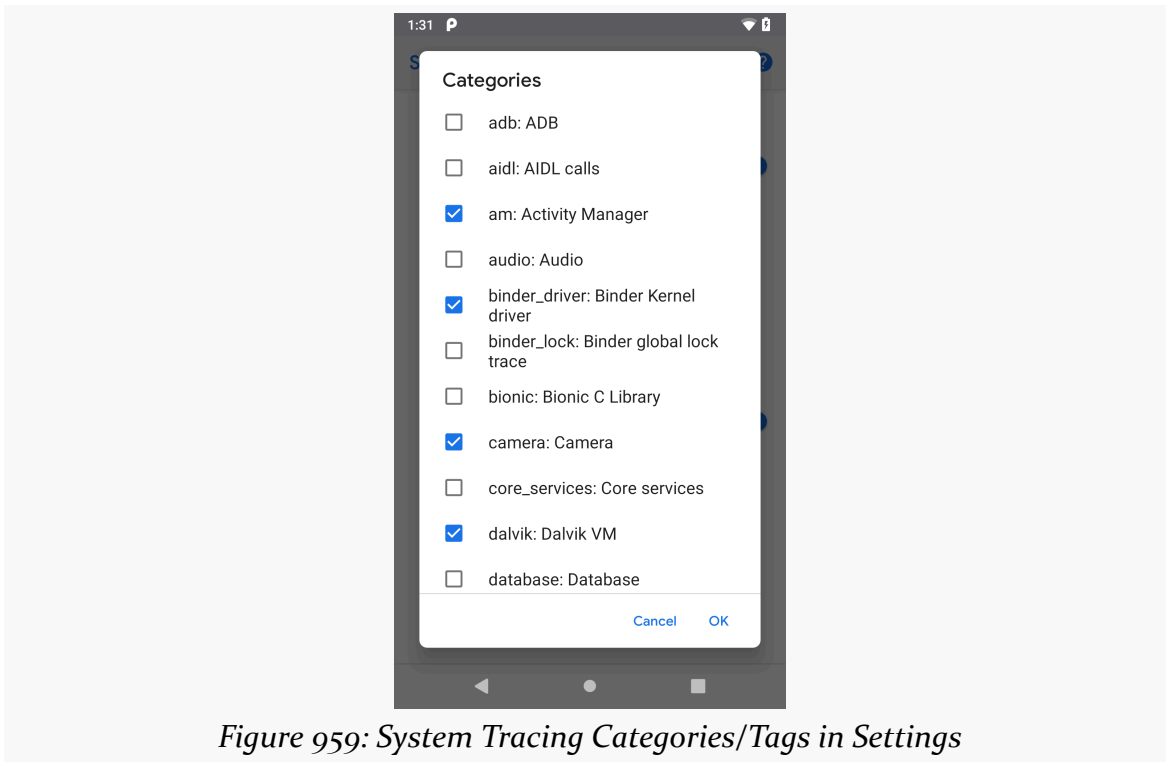 1:31
S
?
Categories
adb: ADB
aidl: AIDL calls
am: Activity Manager
audio: Audio
binder_driver: Binder Kernel
driver
binder_lock: Binder global lock
trace
bionic: Bionic C Library
camera: Camera
core_services: Core services
dalvik: Dalvik VM
database: Database
Cancel OK
Figure 959: System Tracing Categories/Tags in Settings